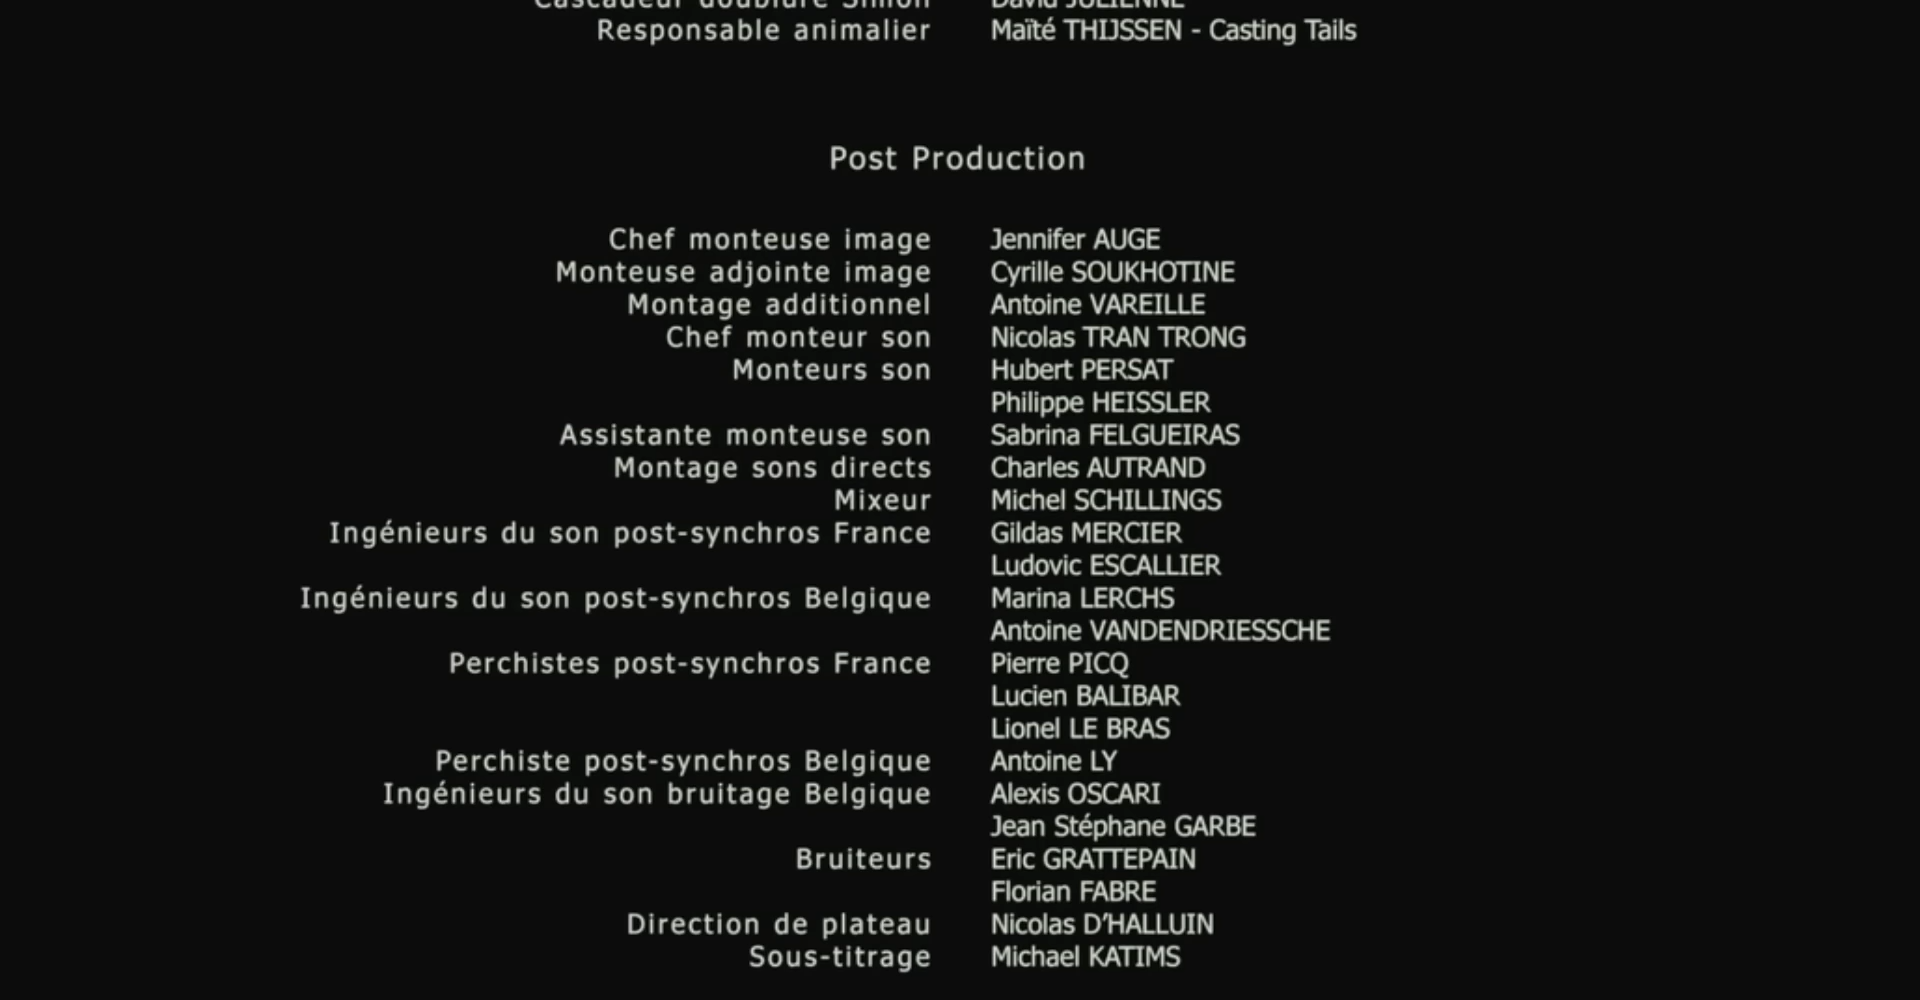 Cascadeur doublure Simon David JULIENNE
Responsable animalier Maïté THIJSSEN - Casting Tails
Post Production
Chef monteuse image Jennifer AUGE
Monteuse adjointe image Cyrille SOUKHOTINE
Montage additionnel Antoine VAREILLE
Chef monteur son Nicolas TRAN TRONG
Monteurs son Hubert PERSAT
Philippe HEISSLER
Assistante monteuse son Sabrina FELGUEIRAS
Montage sons directs Charles AUTRAND
Mixeur Michel SCHILLINGS
Ingénieurs du son post-synchros France Gildas MERCIER
Ludovic ESCALLIER
Ingénieurs du son post-synchros Belgique Marina LERCHS
Antoine VANDENDRIESSCHE
Perchistes post-synchros France Pierre PICQ
Lucien BALIBAR
Lionel LE BRAS
Perchiste post-synchros Belgique Antoine LY
Ingénieurs du son bruitage Belgique Alexis OSCARI
Jean Stéphane GARBE
Bruiteurs Eric GRATTEPAIN
Florian FABRE
Direction de plateau Nicolas D'HALLUIN
Sous-titrage Michael KATIMS